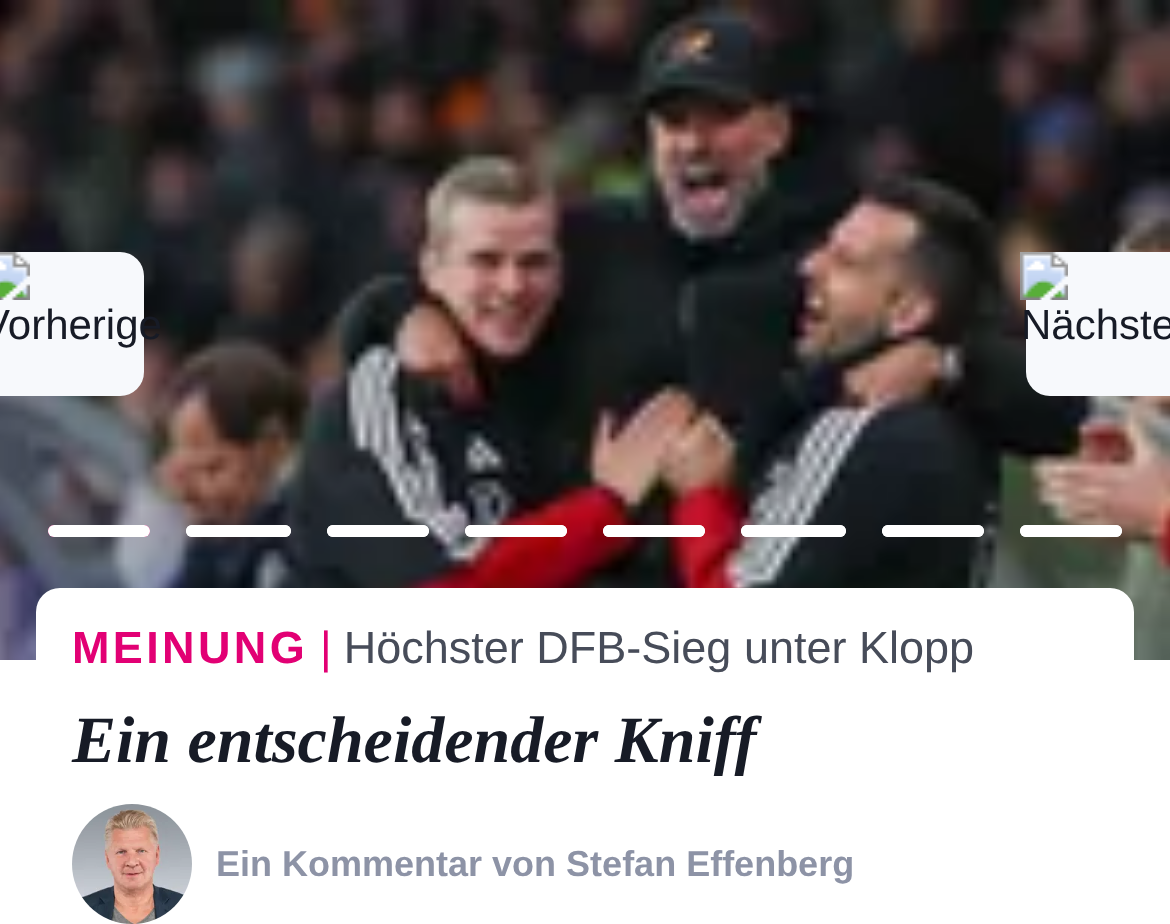 Vorherige
Nächste
MEINUNG | Höchster DFB-Sieg unter Klopp
Ein entscheidender Kniff
Ein Kommentar von Stefan Effenberg